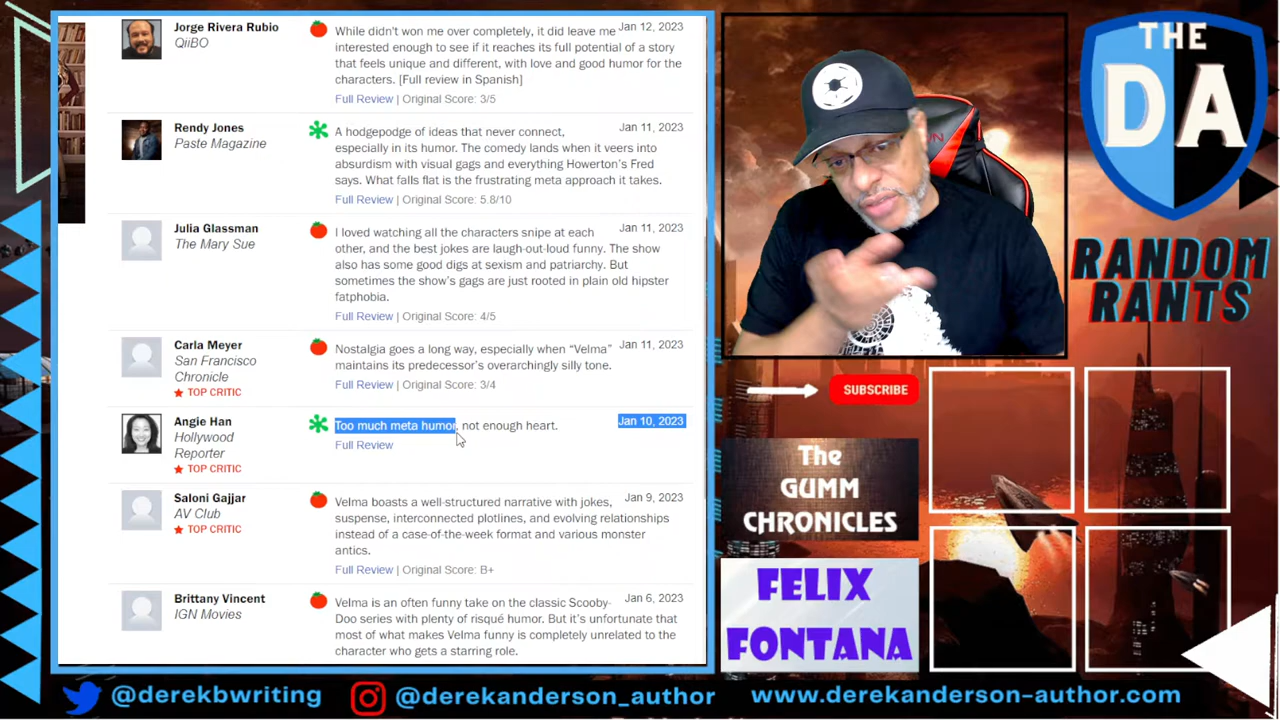 Jorge Rivera Rubio
QiiBO
While didn't won me over completely, it did leave me
Jan 12, 2023
interested enough to see if it reaches its full potential of a story
that feels unique and different, with love and good humor for the
characters. [Full review in Spanish]
Full Review | Original Score: 3/5
Rendy Jones
Paste Magazine
A hodgepodge of ideas that never connect,
Jan 11, 2023
especially in its humor. The comedy lands when it veers into
absurdism with visual gags and everything Howerton's Fred
says. What falls flat is the frustrating meta approach it takes.
Full Review | Original Score: 5.8/10
Julia Glassman
The Mary Sue
I loved watching all the characters snipe at each
Jan 11, 2023
other, and the best jokes are laugh-out-loud funny. The show
also has some good digs at sexism and patriarchy. But
sometimes the show's gags are just rooted in plain old hipster
fatphobia.
Full Review | Original Score: 4/5
Carla Meyer
San Francisco
Chronicle
TOP CRITIC
Nostalgia goes a long way, especially when “Velma”
Jan 11, 2023
maintains its predecessor's overarchingly silly tone.
Full Review | Original Score: 3/4
Angie Han
Hollywood
Reporter
TOP CRITIC
Too much meta humor, not enough heart.
Jan 10, 2023
Full Review
Saloni Gajjar
AV Club
TOP CRITIC
Velma boasts a well-structured narrative with jokes,
Jan 9, 2023
suspense, interconnected plotlines, and evolving relationships
instead of a case-of-the-week format and various monster
antics.
Full Review | Original Score: B+
Brittany Vincent
IGN Movies
Velma is an often funny take on the classic Scooby-
Jan 6, 2023
Doo series with plenty of risqué humor. But it's unfortunate that
most of what makes Velma funny is completely unrelated to the
character who gets a starring role.
THE
DA
RANDOM
RANTS
SUBSCRIBE
The
GUMM
CHRONICLES
FELIX
FONTANA
@derekbwriting
@derekanderson_author
www.derekanderson-author.com